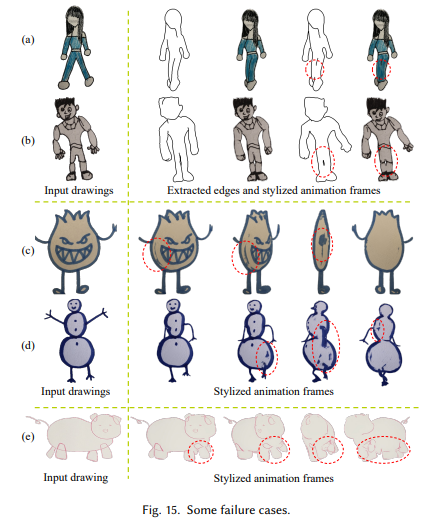 (a)
(b)
Input drawings Extracted edges and stylized animation frames
(c)
(d)
Input drawings Stylized animation frames
(e)
Input drawing Stylized animation frames
Fig. 15. Some failure cases.